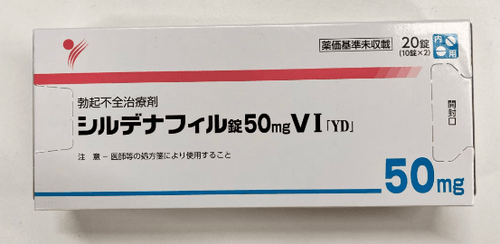 薬価基準未収載
20錠
(10錠×2)
内用
勃起不全治療剤
シルデナフィル錠50mgVI「YD」
注 意－医師等の処方箋により使用すること
開封口
50mg